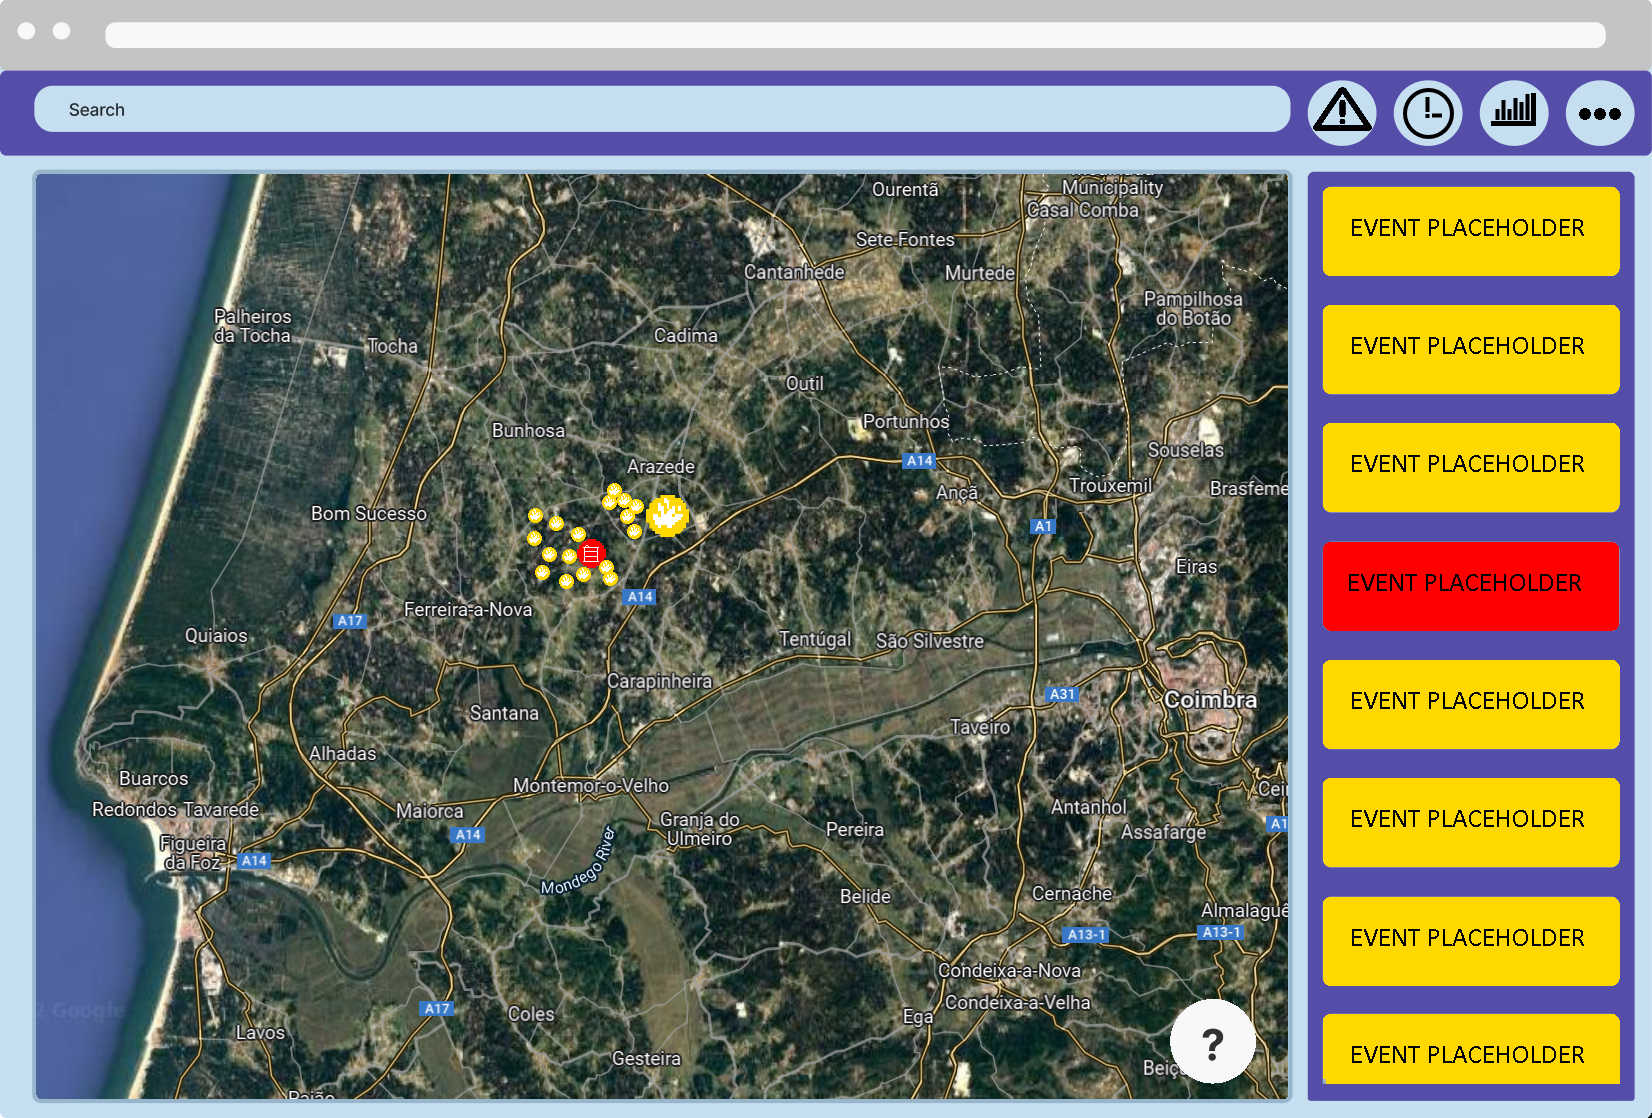 Search
Municipality
Casal Comba
Ourentã
Sete Fontes
Cantanhede
Murtede
Pampilhosa
do Botão
Palheiros
da Tocha
Tocha
Cadima
Outil
Bunhosa
Portunhos
Souselas
Arazede
A14
Trouxemil
Brasfeme
Ançã
Bom Sucesso
A1
Eiras
A14
Ferreira-a-Nova
A17
Quiaios
Tentúgal
São Silvestre
Carapinheira
A31
Coimbra
Santana
Taveiro
Alhadas
Buarcos
Montemor-o-Velho
Redondos
Tavarede
Maiorca
Antanhol
Granja do
Ulmeiro
Pereira
Assafarge
A14
Figueira
da Foz
A14
Mondego River
Belide
Cernache
Almalaguê
A13-1
A13-1
Condeixa-a-Nova
Condeixa-a-Velha
A17
Coles
Ega
Lavos
Gesteira
Google
?
EVENT PLACEHOLDER
EVENT PLACEHOLDER
EVENT PLACEHOLDER
EVENT PLACEHOLDER
EVENT PLACEHOLDER
EVENT PLACEHOLDER
EVENT PLACEHOLDER
EVENT PLACEHOLDER